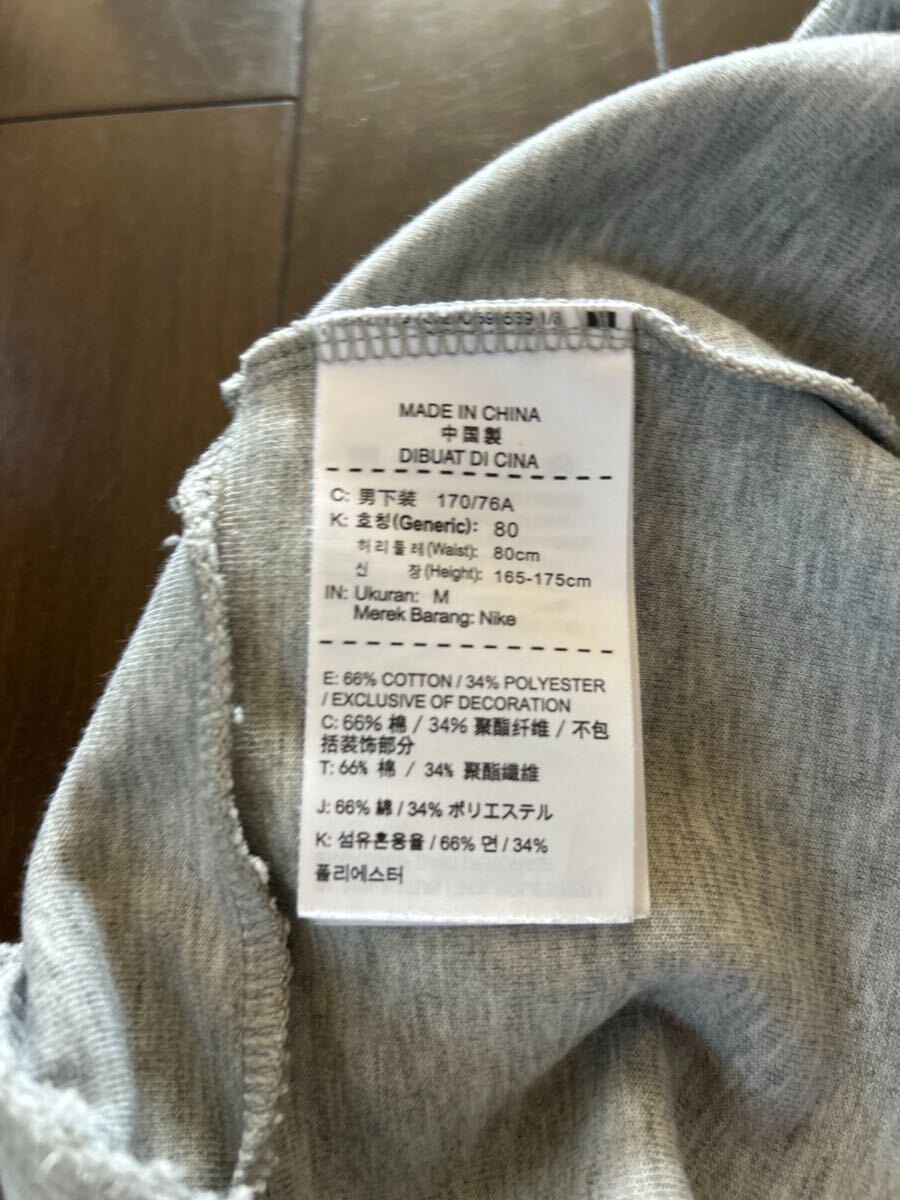 MADE IN CHINA
中国製
DIBUAT DI CINA
C: 男下装 170/76A
K: 호칭(Generic): 80
허리둘레(Waist): 80cm
신 장(Height): 165-175cm
IN: Ukuran: M
Merek Barang: Nike
E: 66% COTTON / 34% POLYESTER
/ EXCLUSIVE OF DECORATION
C: 66% 棉 / 34% 聚酯纤维 / 不包
括装饰部分
T: 66% 棉 / 34% 聚酯纖維
J: 66% 綿 / 34% ポリエステル
K: 섬유혼용율 / 66% 면 / 34%
폴리에스터